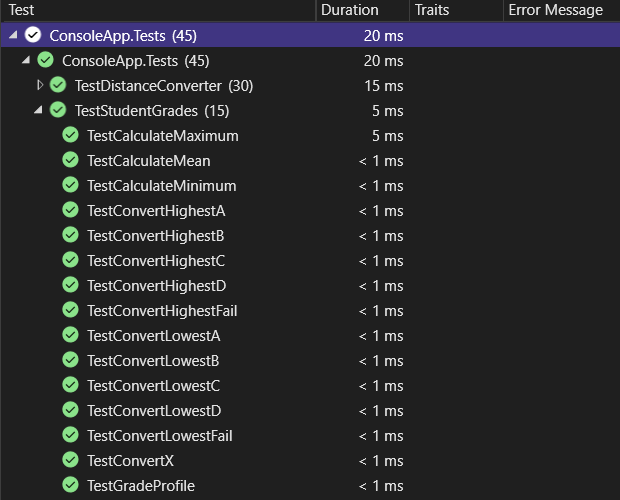 Test Duration Traits Error Message
ConsoleApp.Tests (45) 20 ms
ConsoleApp.Tests (45) 20 ms
TestDistanceConverter (30) 15 ms
TestStudentGrades (15) 5 ms
TestCalculateMaximum 5 ms
TestCalculateMean < 1 ms
TestCalculateMinimum < 1 ms
TestConvertHighestA < 1 ms
TestConvertHighestB < 1 ms
TestConvertHighestC < 1 ms
TestConvertHighestD < 1 ms
TestConvertHighestFail < 1 ms
TestConvertLowestA < 1 ms
TestConvertLowestB < 1 ms
TestConvertLowestC < 1 ms
TestConvertLowestD < 1 ms
TestConvertLowestFail < 1 ms
TestConvertX < 1 ms
TestGradeProfile < 1 ms